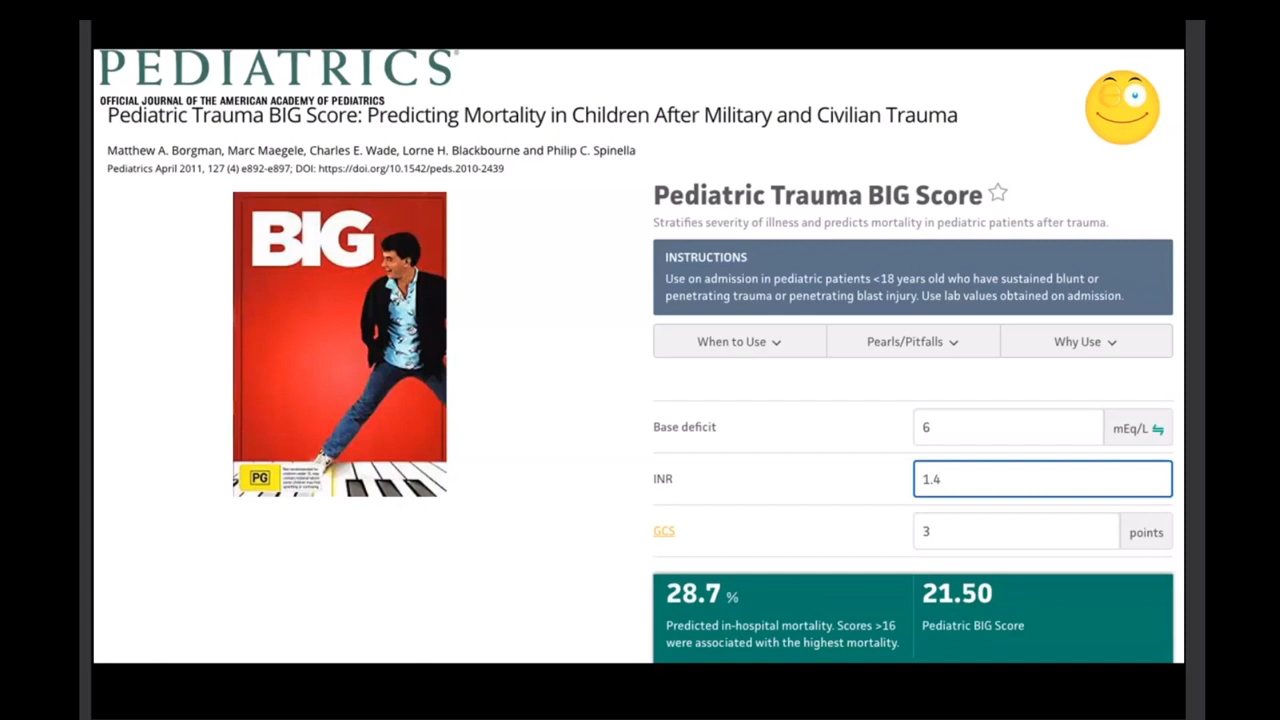 PEDIATRICS
OFFICIAL JOURNAL OF THE AMERICAN ACADEMY OF PEDIATRICS
Pediatric Trauma BIG Score: Predicting Mortality in Children After Military and Civilian Trauma
Matthew A. Borgman, Marc Maegele, Charles E. Wade, Lorne H. Blackbourne and Philip C. Spinella
Pediatrics April 2011, 127 (4) e892-e897; DOI: https://doi.org/10.1542/peds.2010-2439
BIG
PG
Pediatric Trauma BIG Score
Stratifies severity of illness and predicts mortality in pediatric patients after trauma.
INSTRUCTIONS
Use on admission in pediatric patients <18 years old who have sustained blunt or
penetrating trauma or penetrating blast injury. Use lab values obtained on admission.
When to Use
Pearls/Pitfalls
Why Use
Base deficit
6
mEq/L
INR
1.4
GCS
3
points
28.7 %
Predicted in-hospital mortality. Scores >16
were associated with the highest mortality.
21.50
Pediatric BIG Score